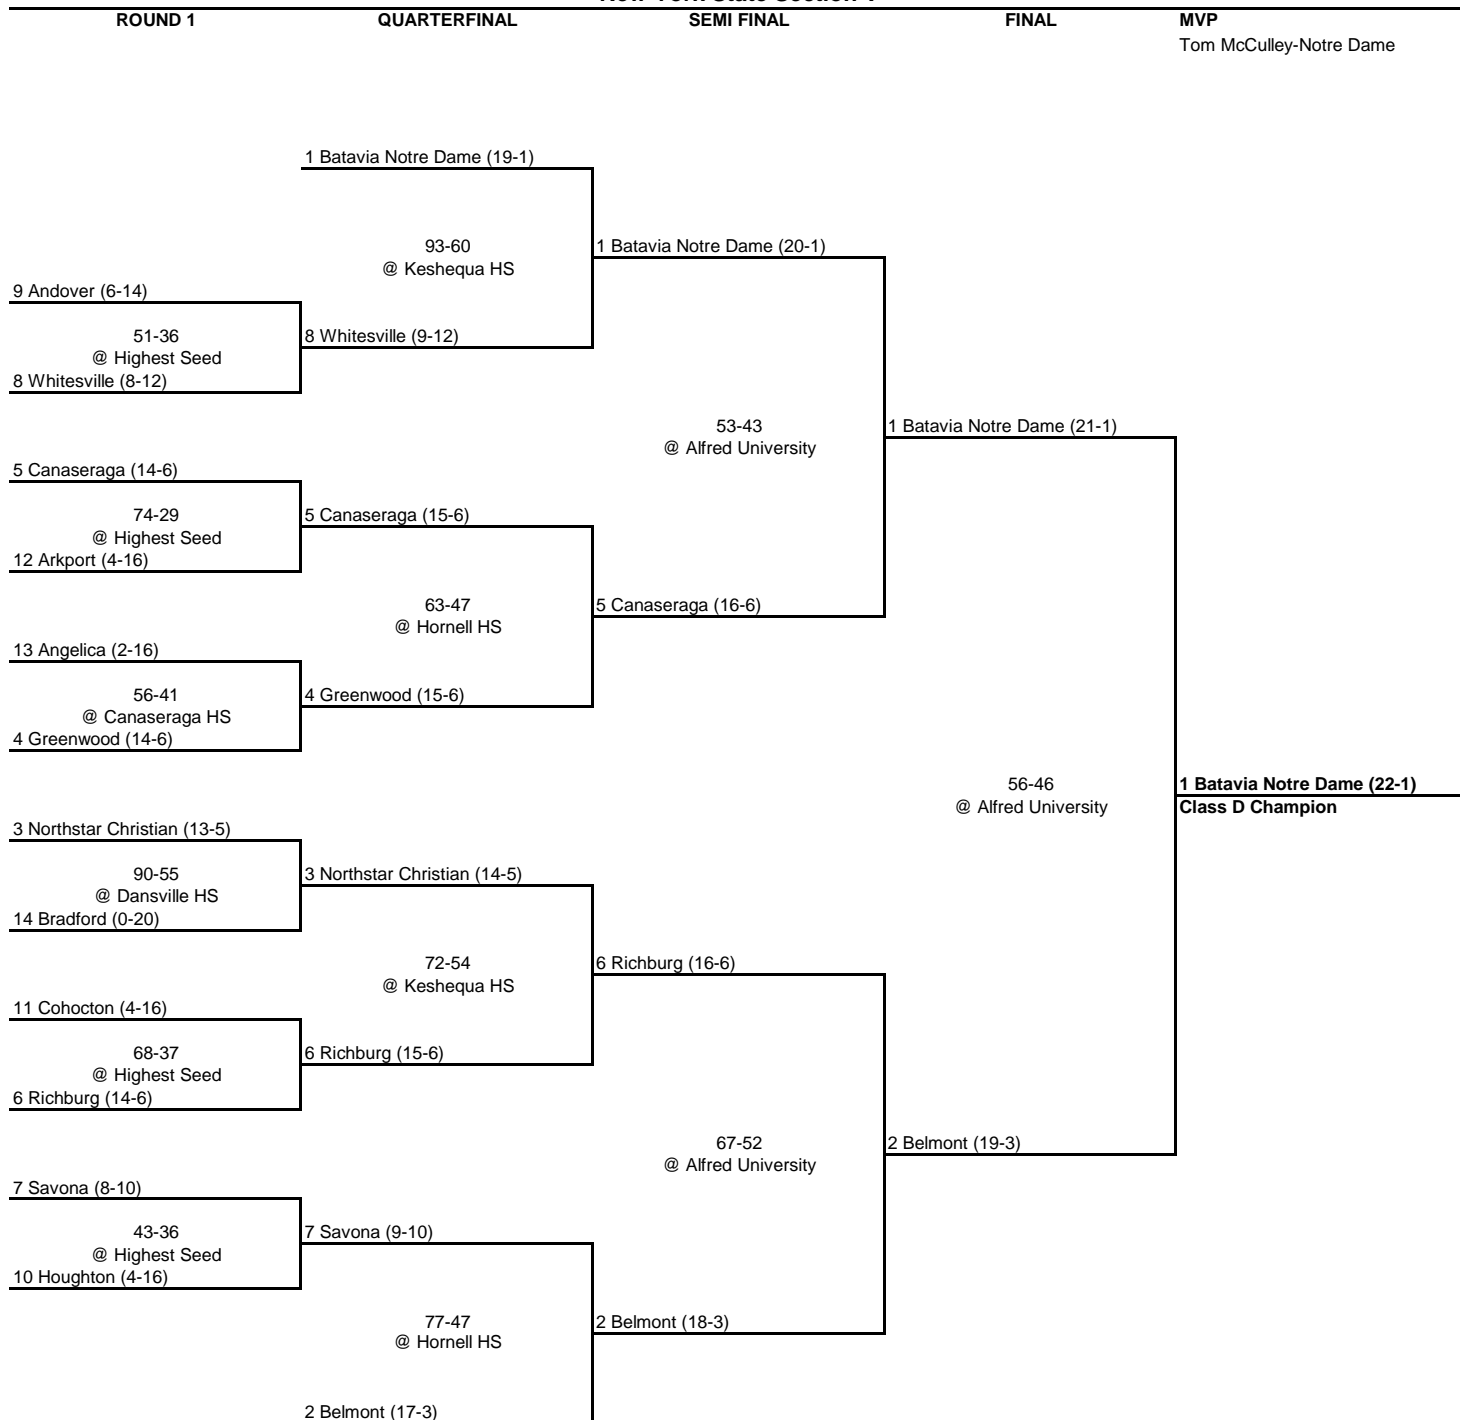 ROUND 1 QUARTERFINAL SEMI FINAL FINAL MVP
Tom McCulley-Notre Dame
1 Batavia Notre Dame (19-1)
93-60
@ Keshequa HS
1 Batavia Notre Dame (20-1)
9 Andover (6-14)
51-36
@ Highest Seed
8 Whitesville (9-12)
8 Whitesville (8-12)
53-43
@ Alfred University
1 Batavia Notre Dame (21-1)
5 Canaseraga (14-6)
74-29
@ Highest Seed
5 Canaseraga (15-6)
12 Arkport (4-16)
63-47
@ Hornell HS
5 Canaseraga (16-6)
13 Angelica (2-16)
56-41
@ Canaseraga HS
4 Greenwood (15-6)
4 Greenwood (14-6)
56-46
@ Alfred University
1 Batavia Notre Dame (22-1)
Class D Champion
3 Northstar Christian (13-5)
90-55
@ Dansville HS
3 Northstar Christian (14-5)
14 Bradford (0-20)
72-54
@ Keshequa HS
6 Richburg (16-6)
11 Cohocton (4-16)
68-37
@ Highest Seed
6 Richburg (15-6)
6 Richburg (14-6)
67-52
@ Alfred University
2 Belmont (19-3)
7 Savona (8-10)
43-36
@ Highest Seed
7 Savona (9-10)
10 Houghton (4-16)
77-47
@ Hornell HS
2 Belmont (18-3)
2 Belmont (17-3)